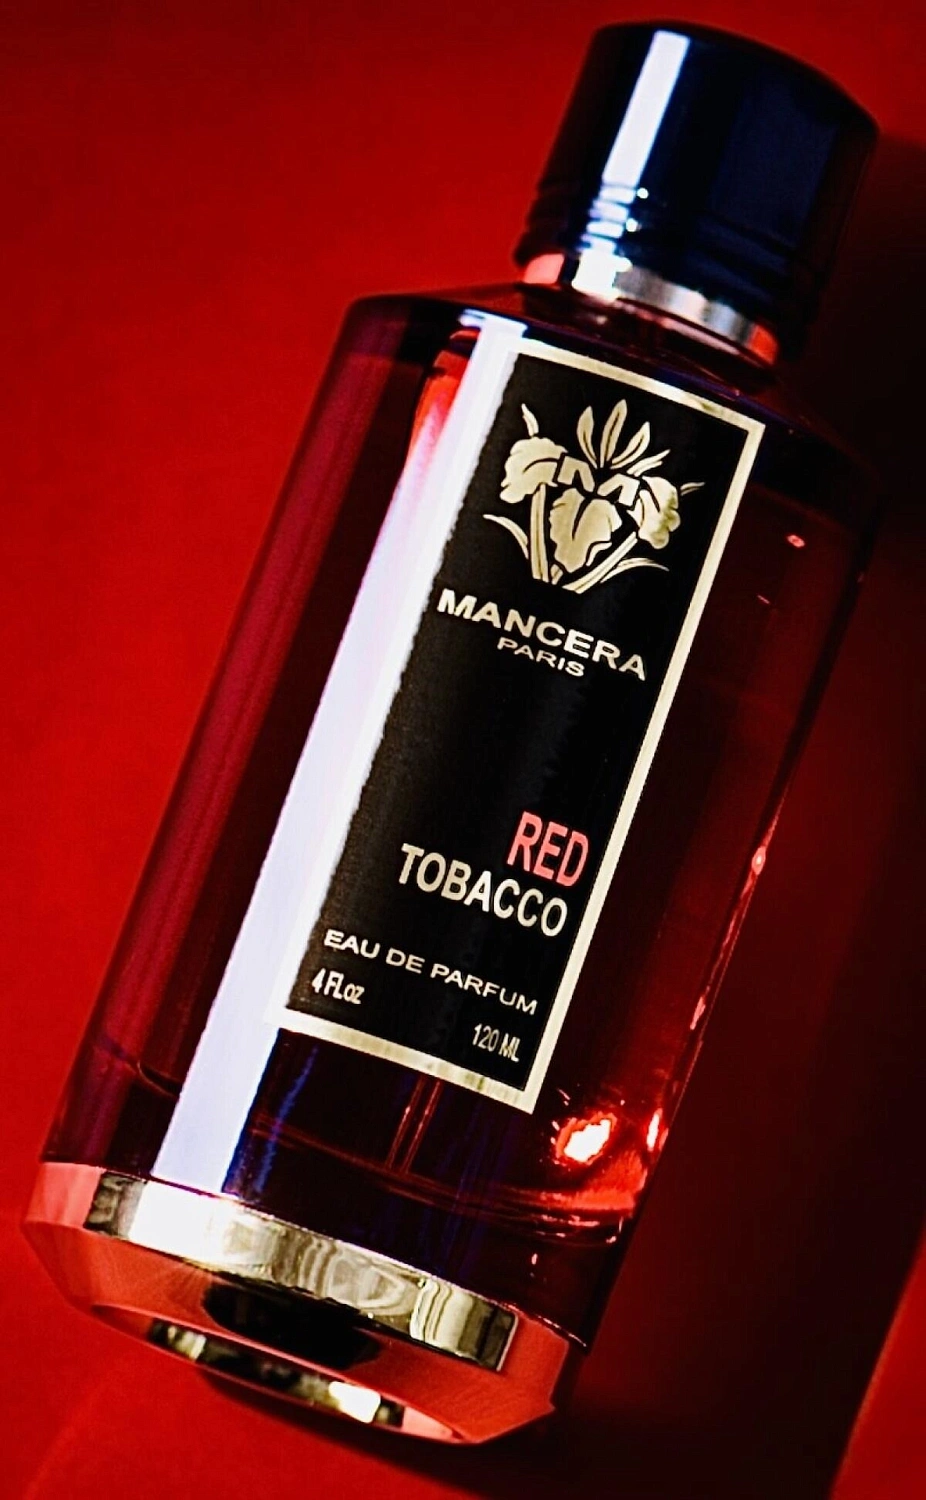 MANCERA
PARIS
RED
TOBACCO
EAU DE PARFUM
4 FL.oz
120 ML